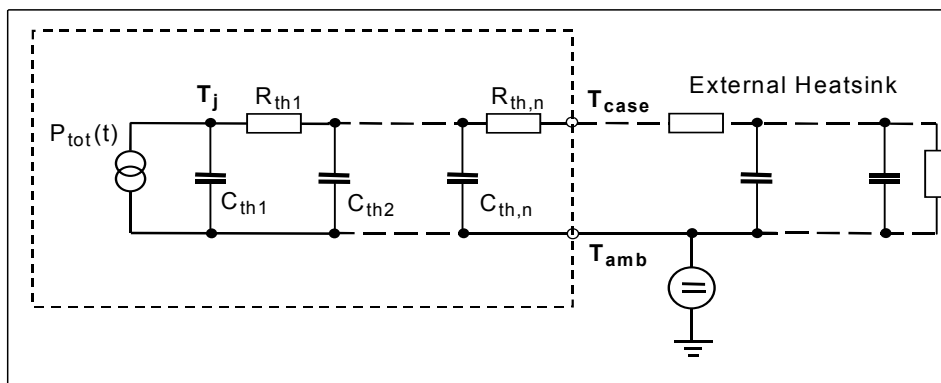 External Heatsink
T_j
R_th1
R_th,n
T_case
P_tot(t)
C_th1
C_th2
C_th,n
T_amb